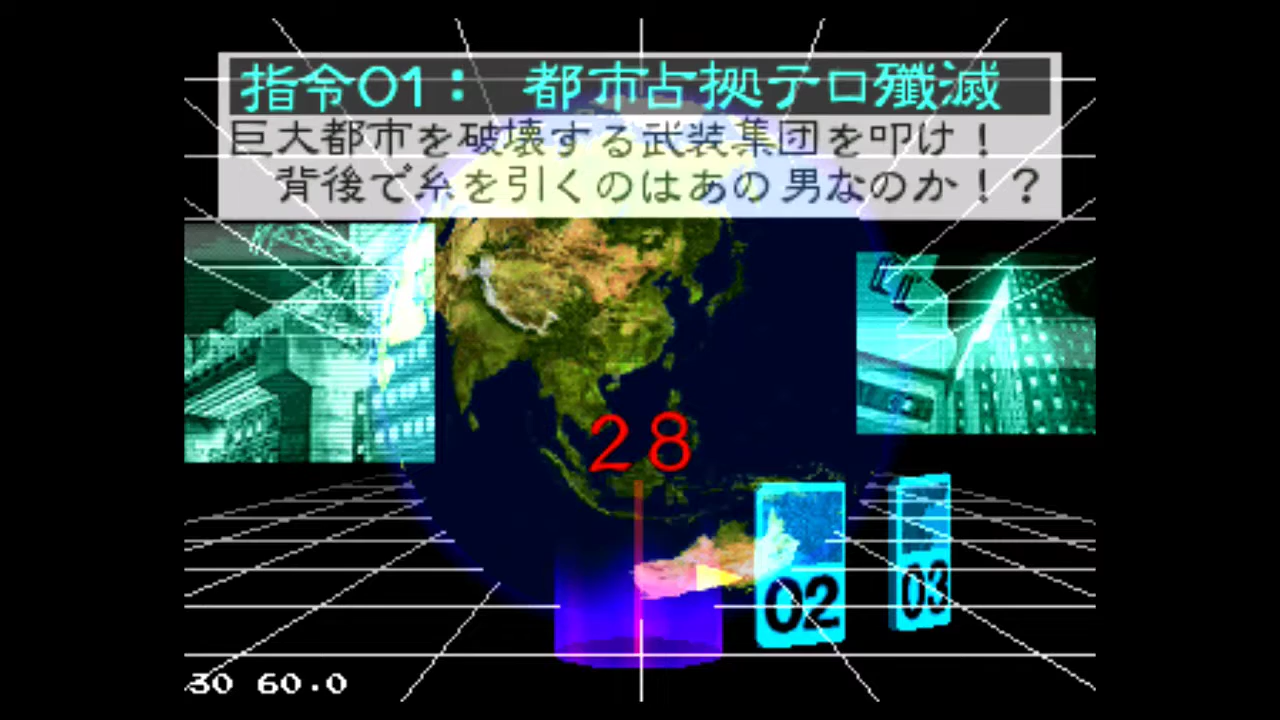 指令01： 都市占拠テロ殲滅
巨大都市を破壊する武装集団を叩け！
背後で糸を引くのはあの男なのか！？
28
02
03
30 60.0